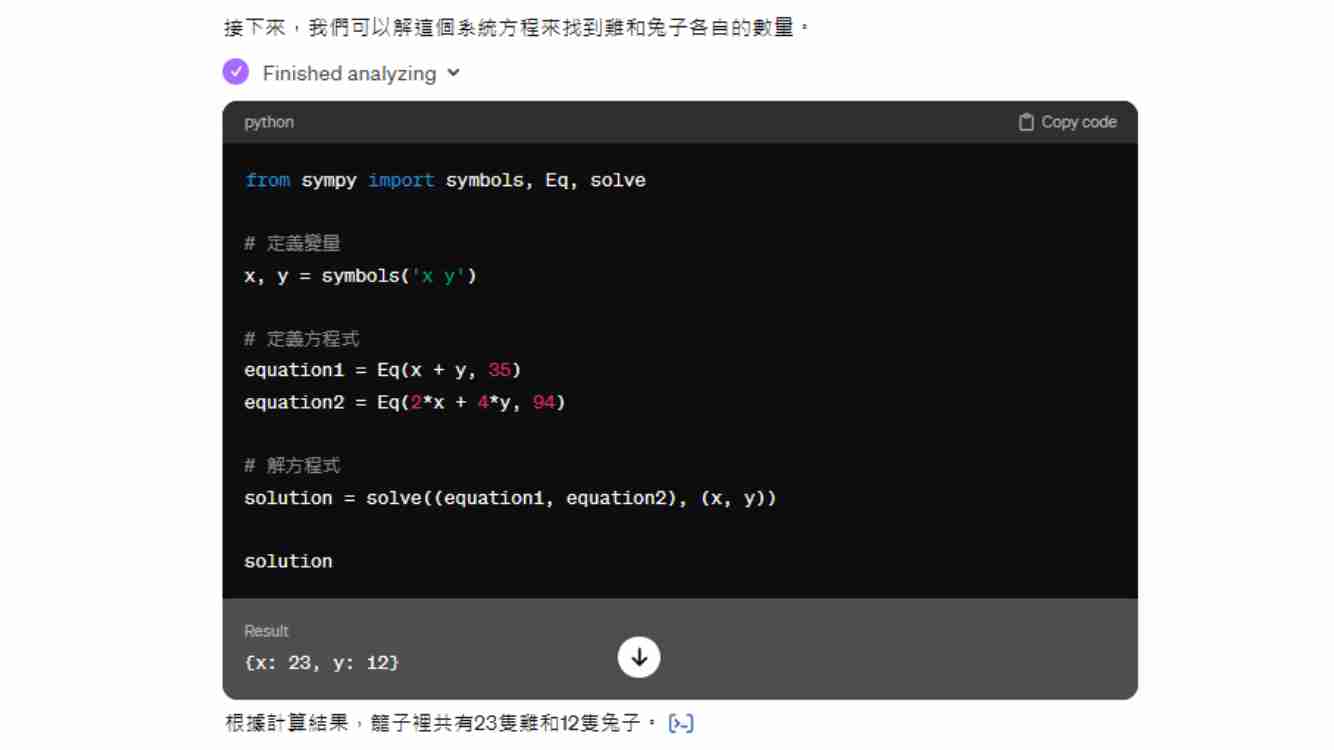 接下來，我們可以解這個系統方程來找到雞和兔子各自的數量。
Finished analyzing
python
Copy code
from sympy import symbols, Eq, solve
# 定義變量
x, y = symbols('x y')
# 定義方程式
equation1 = Eq(x + y, 35)
equation2 = Eq(2*x + 4*y, 94)
# 解方程式
solution = solve((equation1, equation2), (x, y))
solution
Result
{x: 23, y: 12}
根據計算結果，籠子裡共有23隻雞和12隻兔子。 [>_]